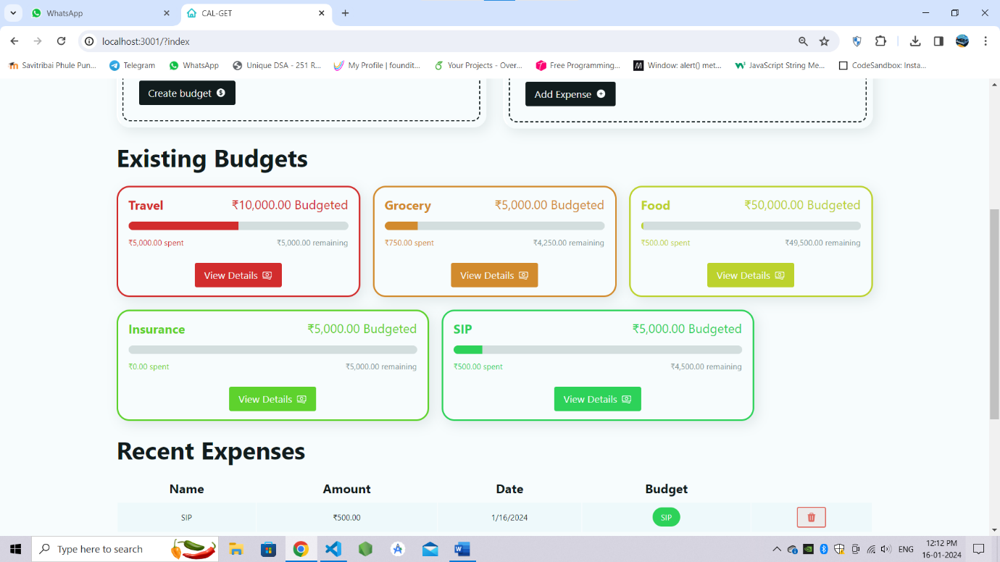 WhatsApp
CAL-GET
localhost:3001/?index
Savitribai Phule Pun...
Telegram
WhatsApp
Unique DSA - 251 R...
My Profile | foundit...
Your Projects - Over...
Free Programming...
Window: alert() met...
JavaScript String Me...
CodeSandbox: Insta...
Create budget
Add Expense
Existing Budgets
Travel ₹10,000.00 Budgeted
₹5,000.00 spent ₹5,000.00 remaining
View Details
Grocery ₹5,000.00 Budgeted
₹750.00 spent ₹4,250.00 remaining
View Details
Food ₹50,000.00 Budgeted
₹500.00 spent ₹49,500.00 remaining
View Details
Insurance ₹5,000.00 Budgeted
₹0.00 spent ₹5,000.00 remaining
View Details
SIP ₹5,000.00 Budgeted
₹500.00 spent ₹4,500.00 remaining
View Details
Recent Expenses
Name Amount Date Budget
SIP ₹500.00 1/16/2024 SIP
Type here to search
ENG
12:12 PM
16-01-2024